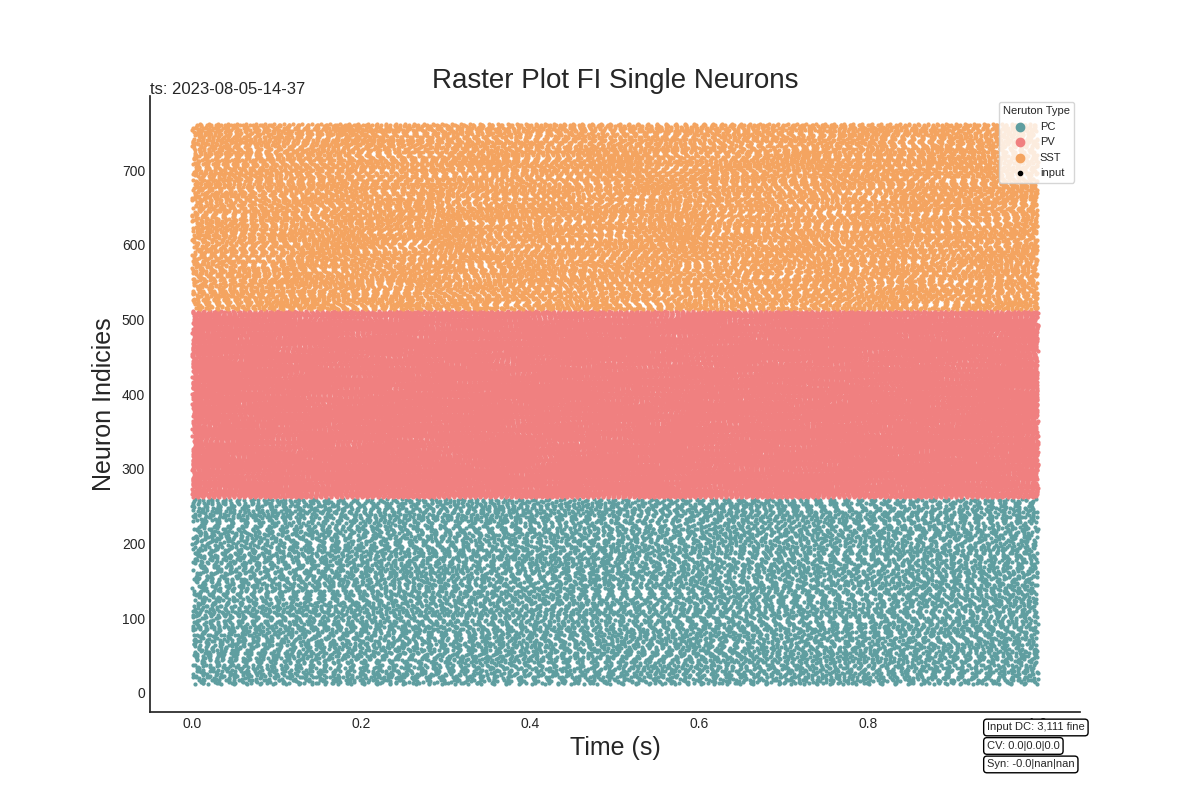 Raster Plot FI Single Neurons
ts: 2023-08-05-14-37
Neruton Type
PC
PV
SST
input
Neuron Indicies
700
600
500
400
300
200
100
0
0.0 0.2 0.4 0.6 0.8
Time (s)
Input DC: 3,111 fine
CV: 0.0|0.0|0.0
Syn: -0.0|nan|nan